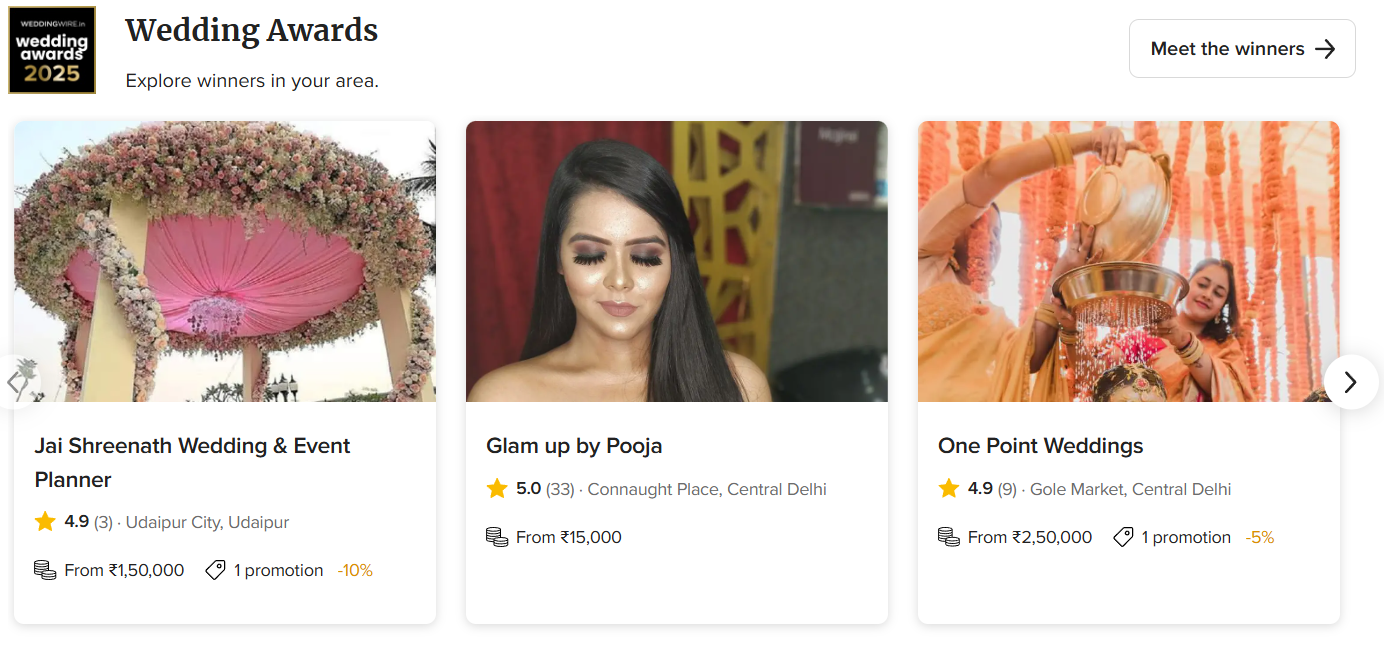 WEDDINGWIRE.in
wedding
awards
2025
Wedding Awards
Explore winners in your area.
Meet the winners
Jai Shreenath Wedding & Event
Planner
4.9 (3) · Udaipur City, Udaipur
From ₹1,50,000 1 promotion -10%
Glam up by Pooja
5.0 (33) · Connaught Place, Central Delhi
From ₹15,000
One Point Weddings
4.9 (9) · Gole Market, Central Delhi
From ₹2,50,000 1 promotion -5%